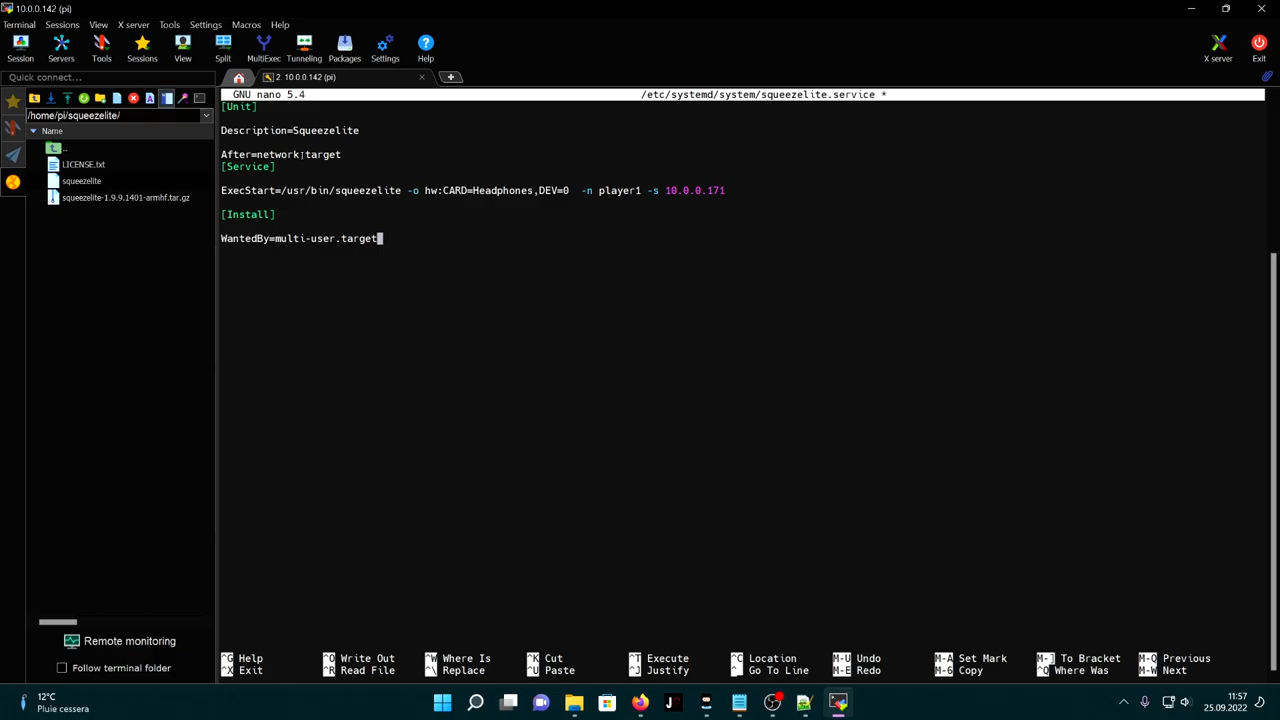 10.0.0.142 (pi)
Terminal Sessions View X server Tools Settings Macros Help
Session Servers Tools Sessions View Split MultiExec Tunneling Packages Settings Help X server Exit
Quick connect...
2. 10.0.0.142 (pi)
/home/pi/squeezelite/
Name
..
LICENSE.txt
squeezelite
squeezelite-1.9.9.1401-armhf.tar.gz
Remote monitoring
Follow terminal folder
GNU nano 5.4 /etc/systemd/system/squeezelite.service *
[Unit]
Description=Squeezelite
After=network.target
[Service]
ExecStart=/usr/bin/squeezelite -o hw:CARD=Headphones,DEV=0  -n player1 -s 10.0.0.171
[Install]
WantedBy=multi-user.target
^G Help ^O Write Out ^W Where Is ^K Cut ^T Execute ^C Location M-U Undo M-A Set Mark M-] To Bracket M-Q Previous
^X Exit ^R Read File ^\ Replace ^U Paste ^J Justify ^_ Go To Line M-E Redo M-6 Copy ^Q Where Was M-W Next
12°C
Pluie cessera
11:57
25.09.2022